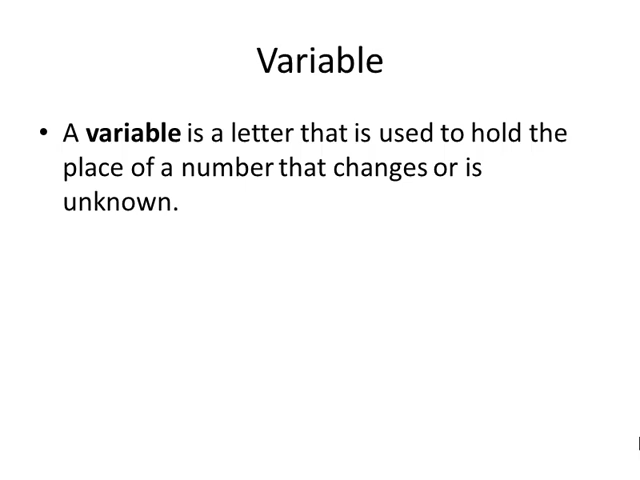 Variable
• A variable is a letter that is used to hold the
place of a number that changes or is
unknown.